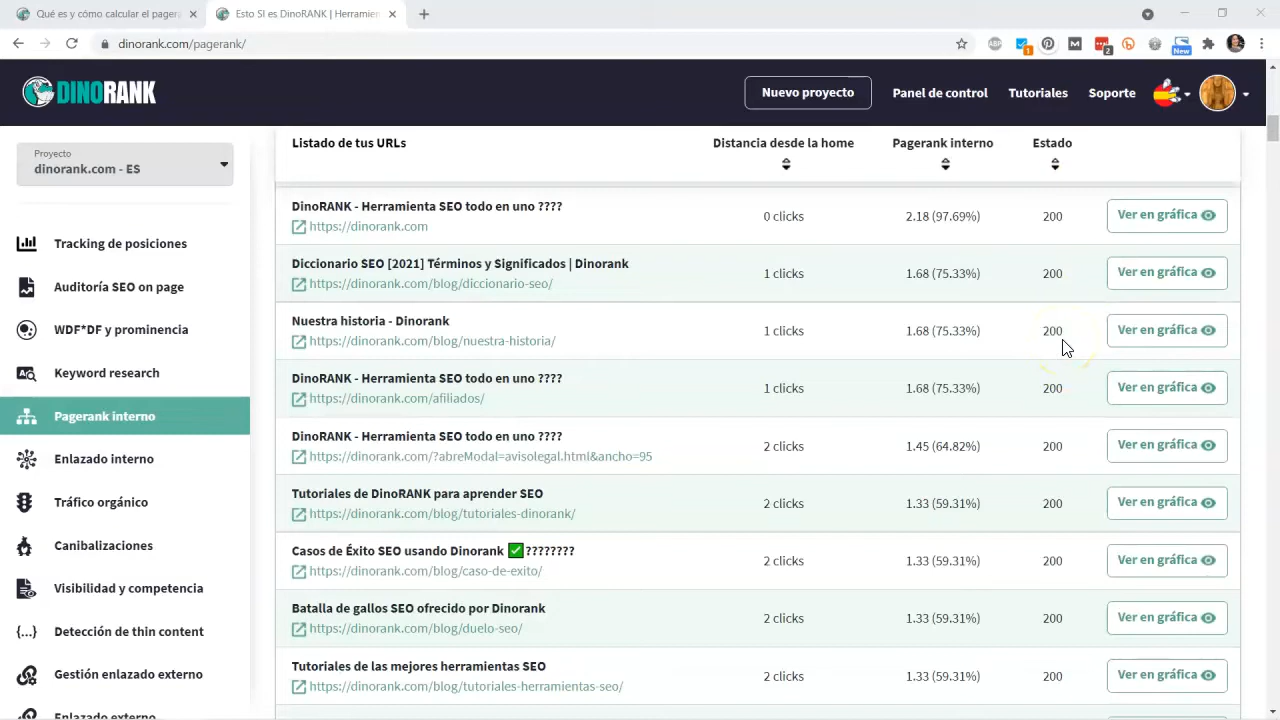 Qué es y cómo calcular el pagera
Esto SI es DinoRANK | Herramien
dinorank.com/pagerank/
ABP
1
M
2
New
DINORANK
Nuevo proyecto
Panel de control
Tutoriales
Soporte
Proyecto
dinorank.com - ES
Tracking de posiciones
Auditoría SEO on page
WDF*DF y prominencia
Keyword research
Pagerank interno
Enlazado interno
Tráfico orgánico
Canibalizaciones
Visibilidad y competencia
{...} Detección de thin content
Gestión enlazado externo
Enlazado externo
Listado de tus URLs Distancia desde la home Pagerank interno Estado
DinoRANK - Herramienta SEO todo en uno ????
https://dinorank.com
0 clicks 2.18 (97.69%) 200 Ver en gráfica
Diccionario SEO [2021] Términos y Significados | Dinorank
https://dinorank.com/blog/diccionario-seo/
1 clicks 1.68 (75.33%) 200 Ver en gráfica
Nuestra historia - Dinorank
https://dinorank.com/blog/nuestra-historia/
1 clicks 1.68 (75.33%) 200 Ver en gráfica
DinoRANK - Herramienta SEO todo en uno ????
https://dinorank.com/afiliados/
1 clicks 1.68 (75.33%) 200 Ver en gráfica
DinoRANK - Herramienta SEO todo en uno ????
https://dinorank.com/?abreModal=avisolegal.html&ancho=95
2 clicks 1.45 (64.82%) 200 Ver en gráfica
Tutoriales de DinoRANK para aprender SEO
https://dinorank.com/blog/tutoriales-dinorank/
2 clicks 1.33 (59.31%) 200 Ver en gráfica
Casos de Éxito SEO usando Dinorank ✅????????
https://dinorank.com/blog/caso-de-exito/
2 clicks 1.33 (59.31%) 200 Ver en gráfica
Batalla de gallos SEO ofrecido por Dinorank
https://dinorank.com/blog/duelo-seo/
2 clicks 1.33 (59.31%) 200 Ver en gráfica
Tutoriales de las mejores herramientas SEO
https://dinorank.com/blog/tutoriales-herramientas-seo/
2 clicks 1.33 (59.31%) 200 Ver en gráfica